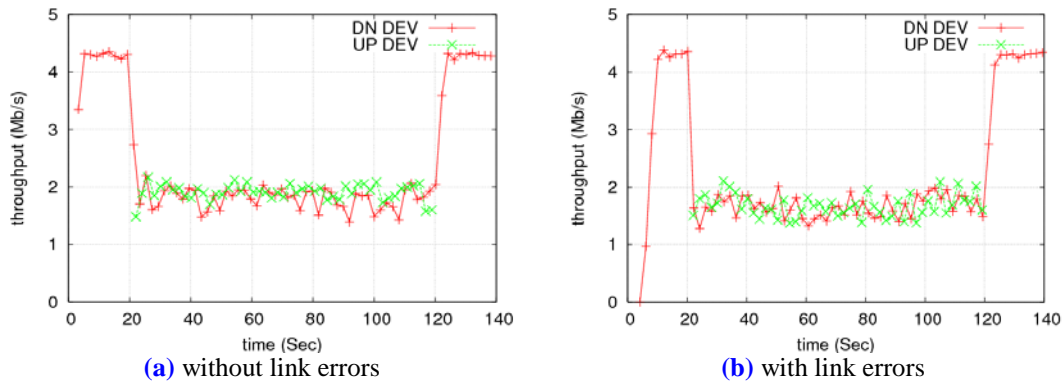 5
4
3
2
1
0
throughput (Mb/s)
DN DEV
UP DEV
0 20 40 60 80 100 120 140
time (Sec)
(a) without link errors
5
4
3
2
1
0
throughput (Mb/s)
DN DEV
UP DEV
0 20 40 60 80 100 120 140
time (Sec)
(b) with link errors